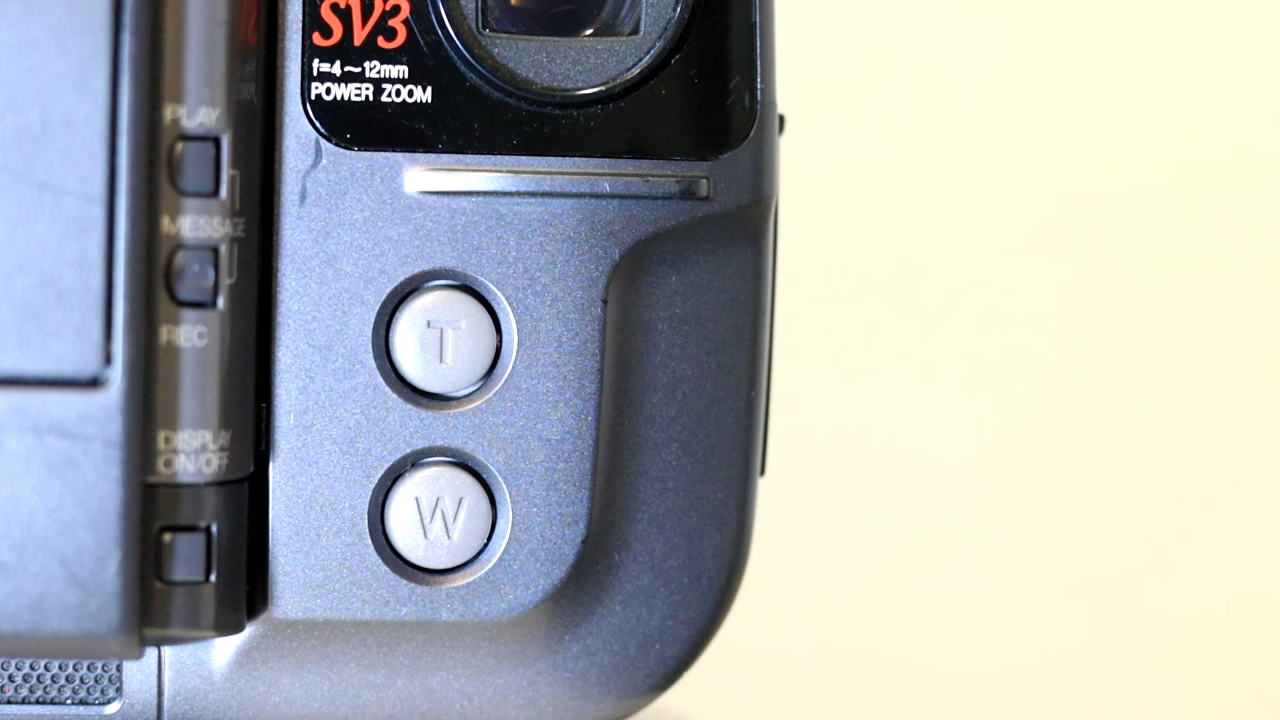 SV3
f=4~12mm
POWER ZOOM
PLAY
MESSAGE
REC
DISPLAY
ON/OFF
T
W